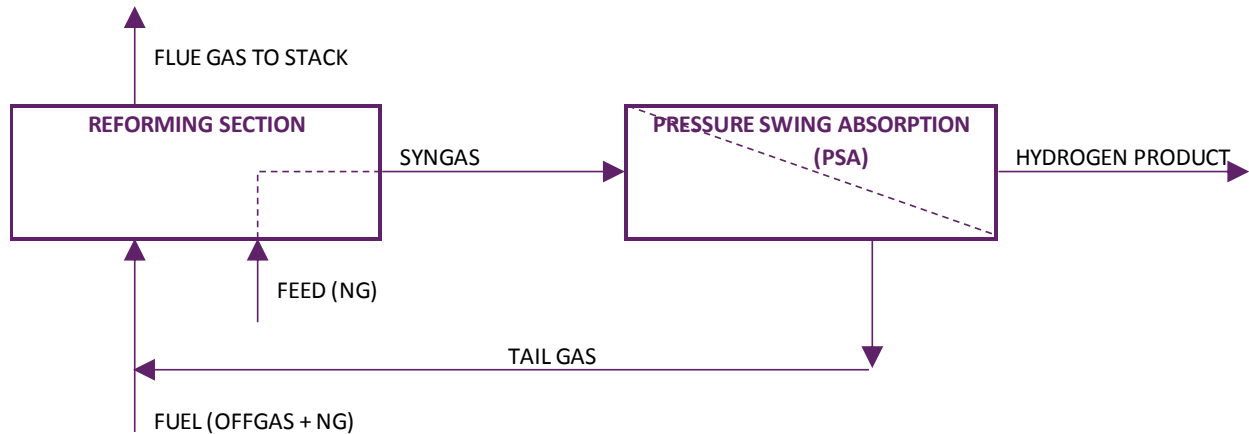 FLUE GAS TO STACK
REFORMING SECTION
PRESSURE SWING ABSORPTION
(PSA)
SYNGAS
HYDROGEN PRODUCT
FEED (NG)
TAIL GAS
FUEL (OFFGAS + NG)